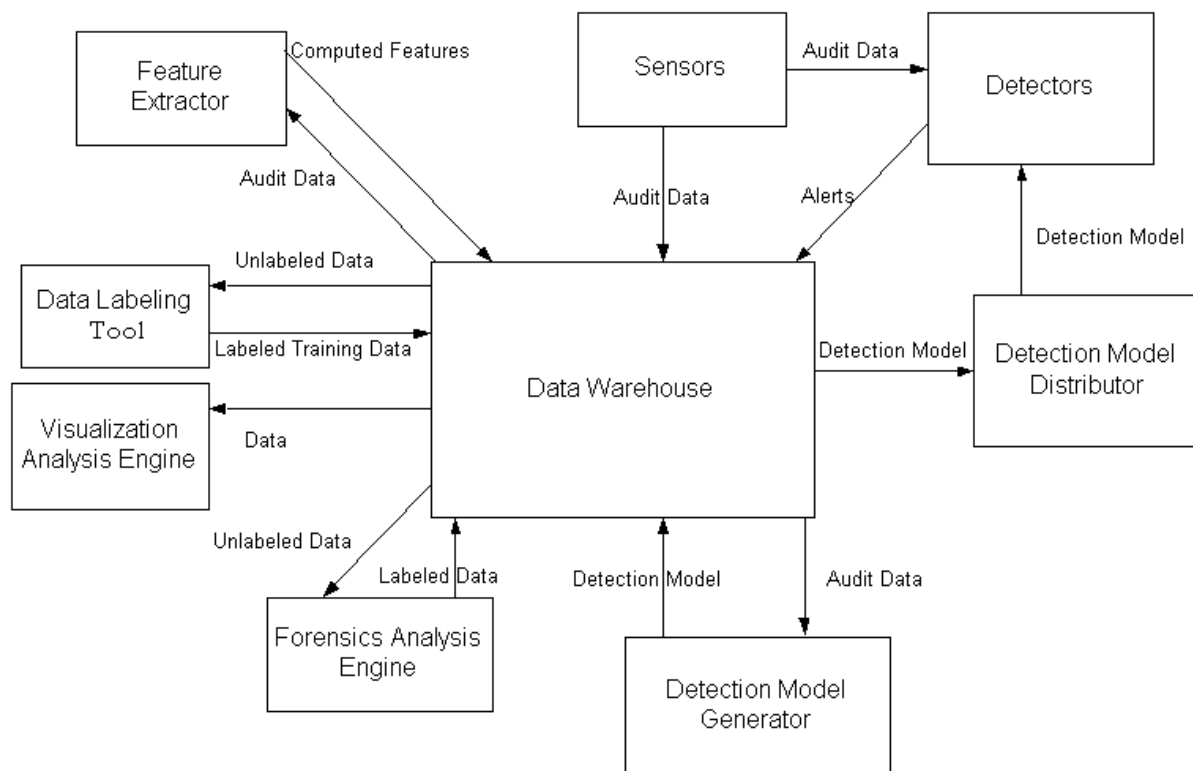 Computed Features
Feature
Extractor
Sensors
Audit Data
Detectors
Audit Data
Audit Data
Alerts
Detection Model
Unlabeled Data
Data Labeling
Tool
Labeled Training Data
Data Warehouse
Detection Model
Detection Model
Distributor
Visualization
Analysis Engine
Data
Unlabeled Data
Labeled Data
Detection Model
Audit Data
Forensics Analysis
Engine
Detection Model
Generator